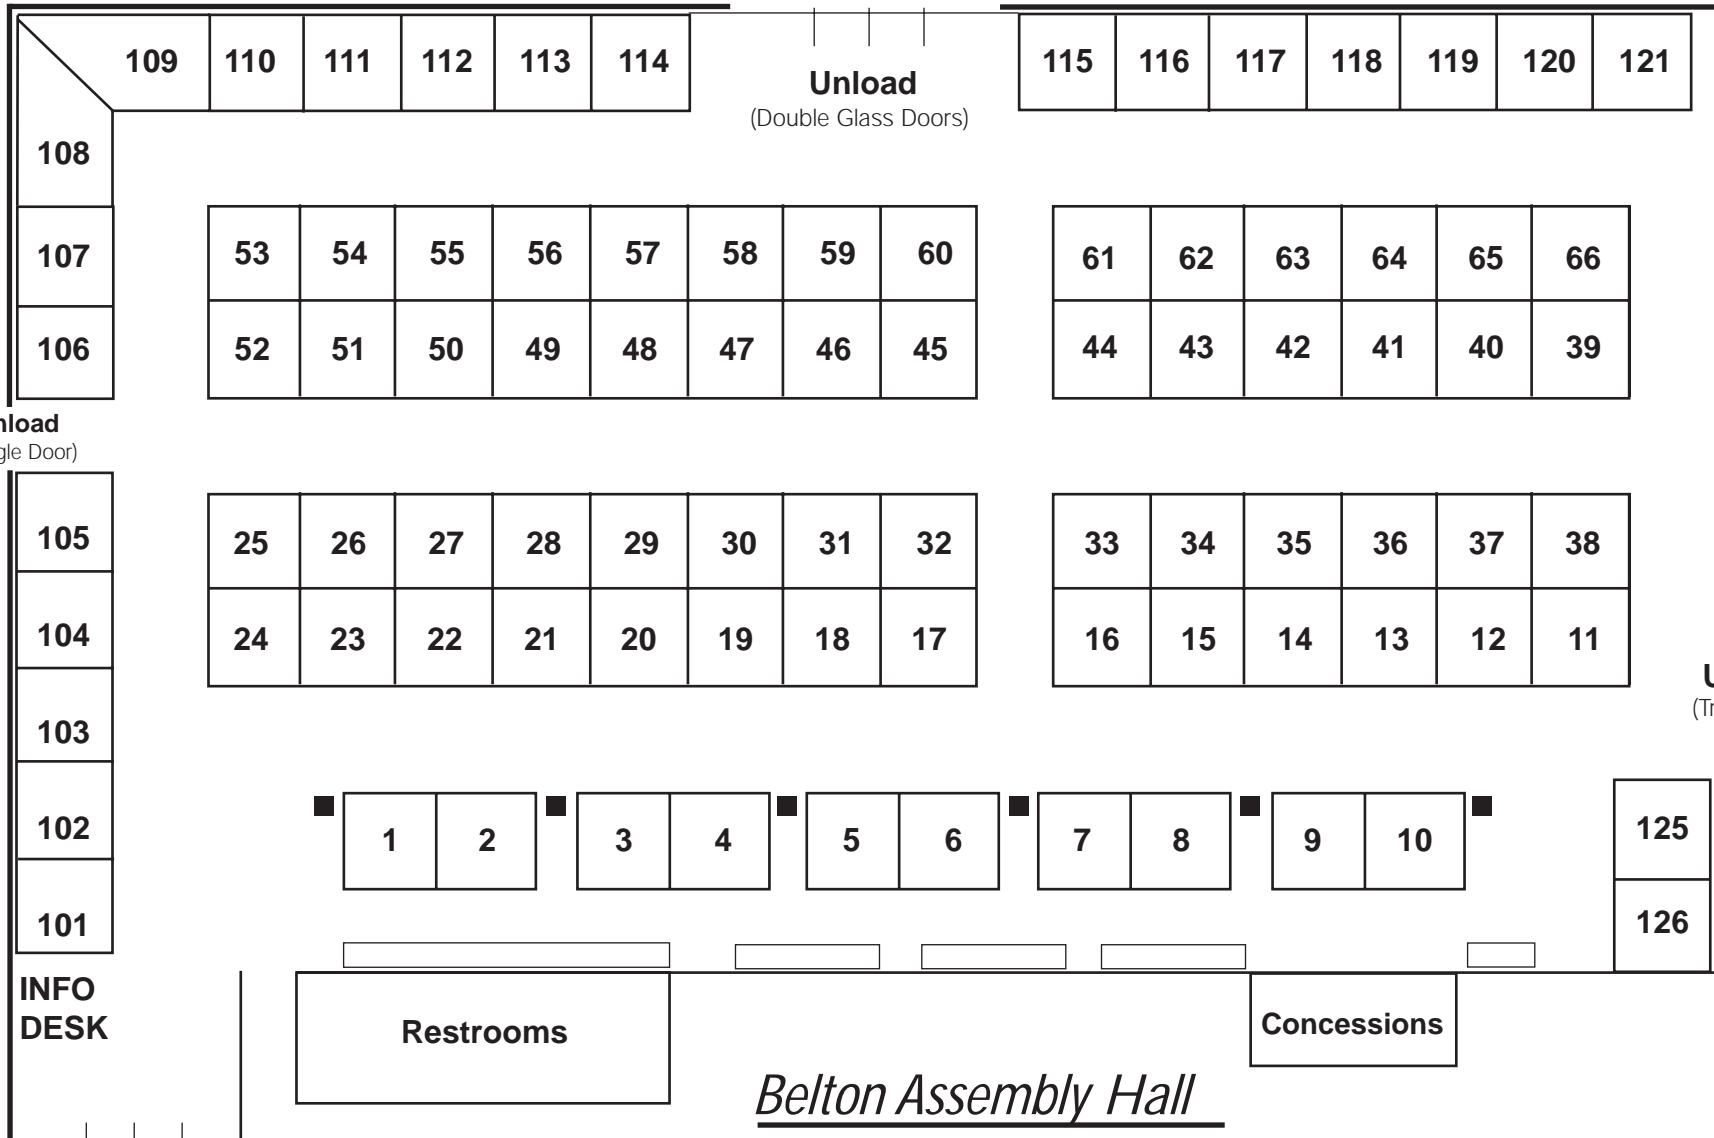 109 110 111 112 113 114 115 116 117 118 119 120 121
Unload
(Double Glass Doors)
108
107 53 54 55 56 57 58 59 60 61 62 63 64 65 66
106 52 51 50 49 48 47 46 45 44 43 42 41 40 39
nload
gle Door)
105 25 26 27 28 29 30 31 32 33 34 35 36 37 38
104 24 23 22 21 20 19 18 17 16 15 14 13 12 11
U
(Tr
103
102 1 2 3 4 5 6 7 8 9 10 125
101 126
INFO
DESK
Restrooms Concessions
Belton Assembly Hall